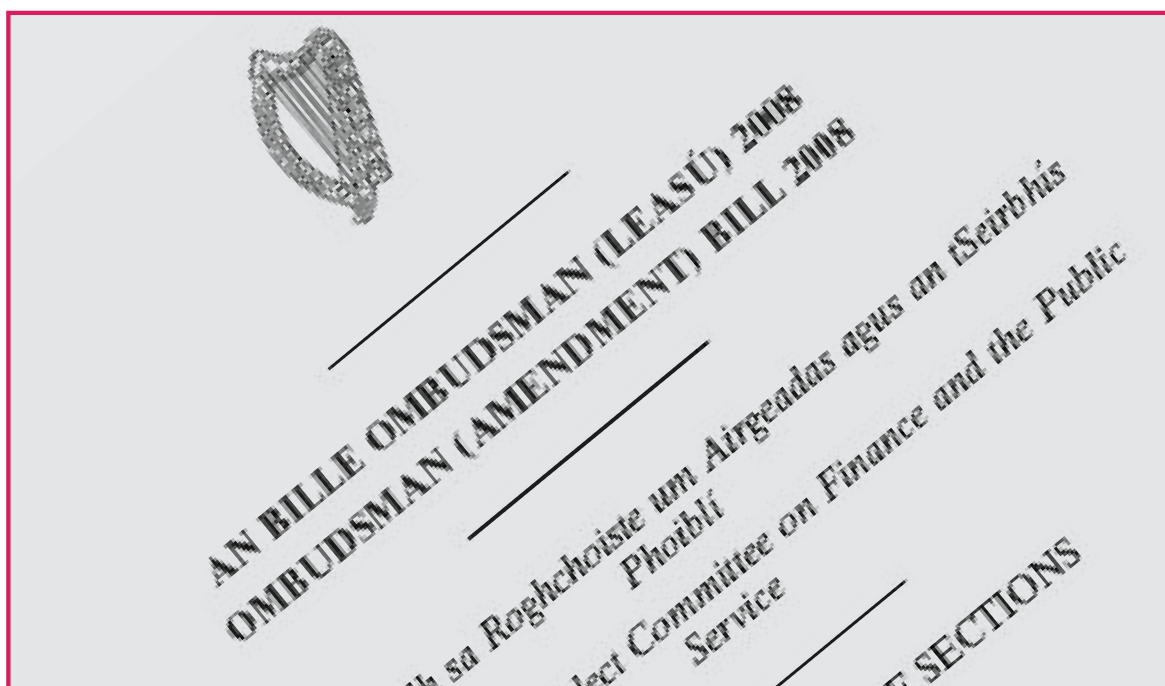 AN BILLE OMBUDSMAN (LEASÚ) 2008
OMBUDSMAN (AMENDMENT) BILL 2008
sa Roghchoiste um Airgeadas agus an tSeirbhís
Phoiblí
Committee on Finance and the Public
Service
SECTIONS